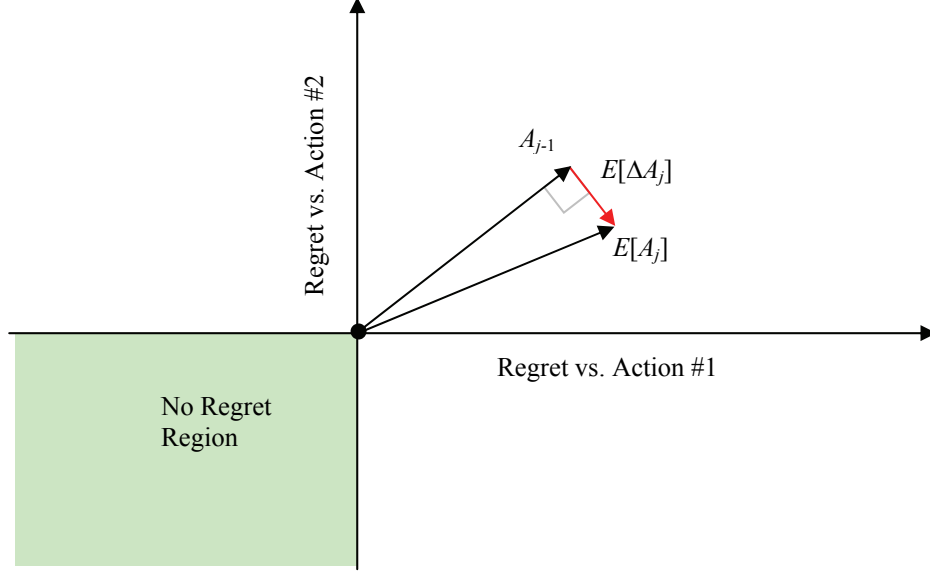 Regret vs. Action #2
A_{j-1}
E[ΔA_j]
E[A_j]
Regret vs. Action #1
No Regret
Region